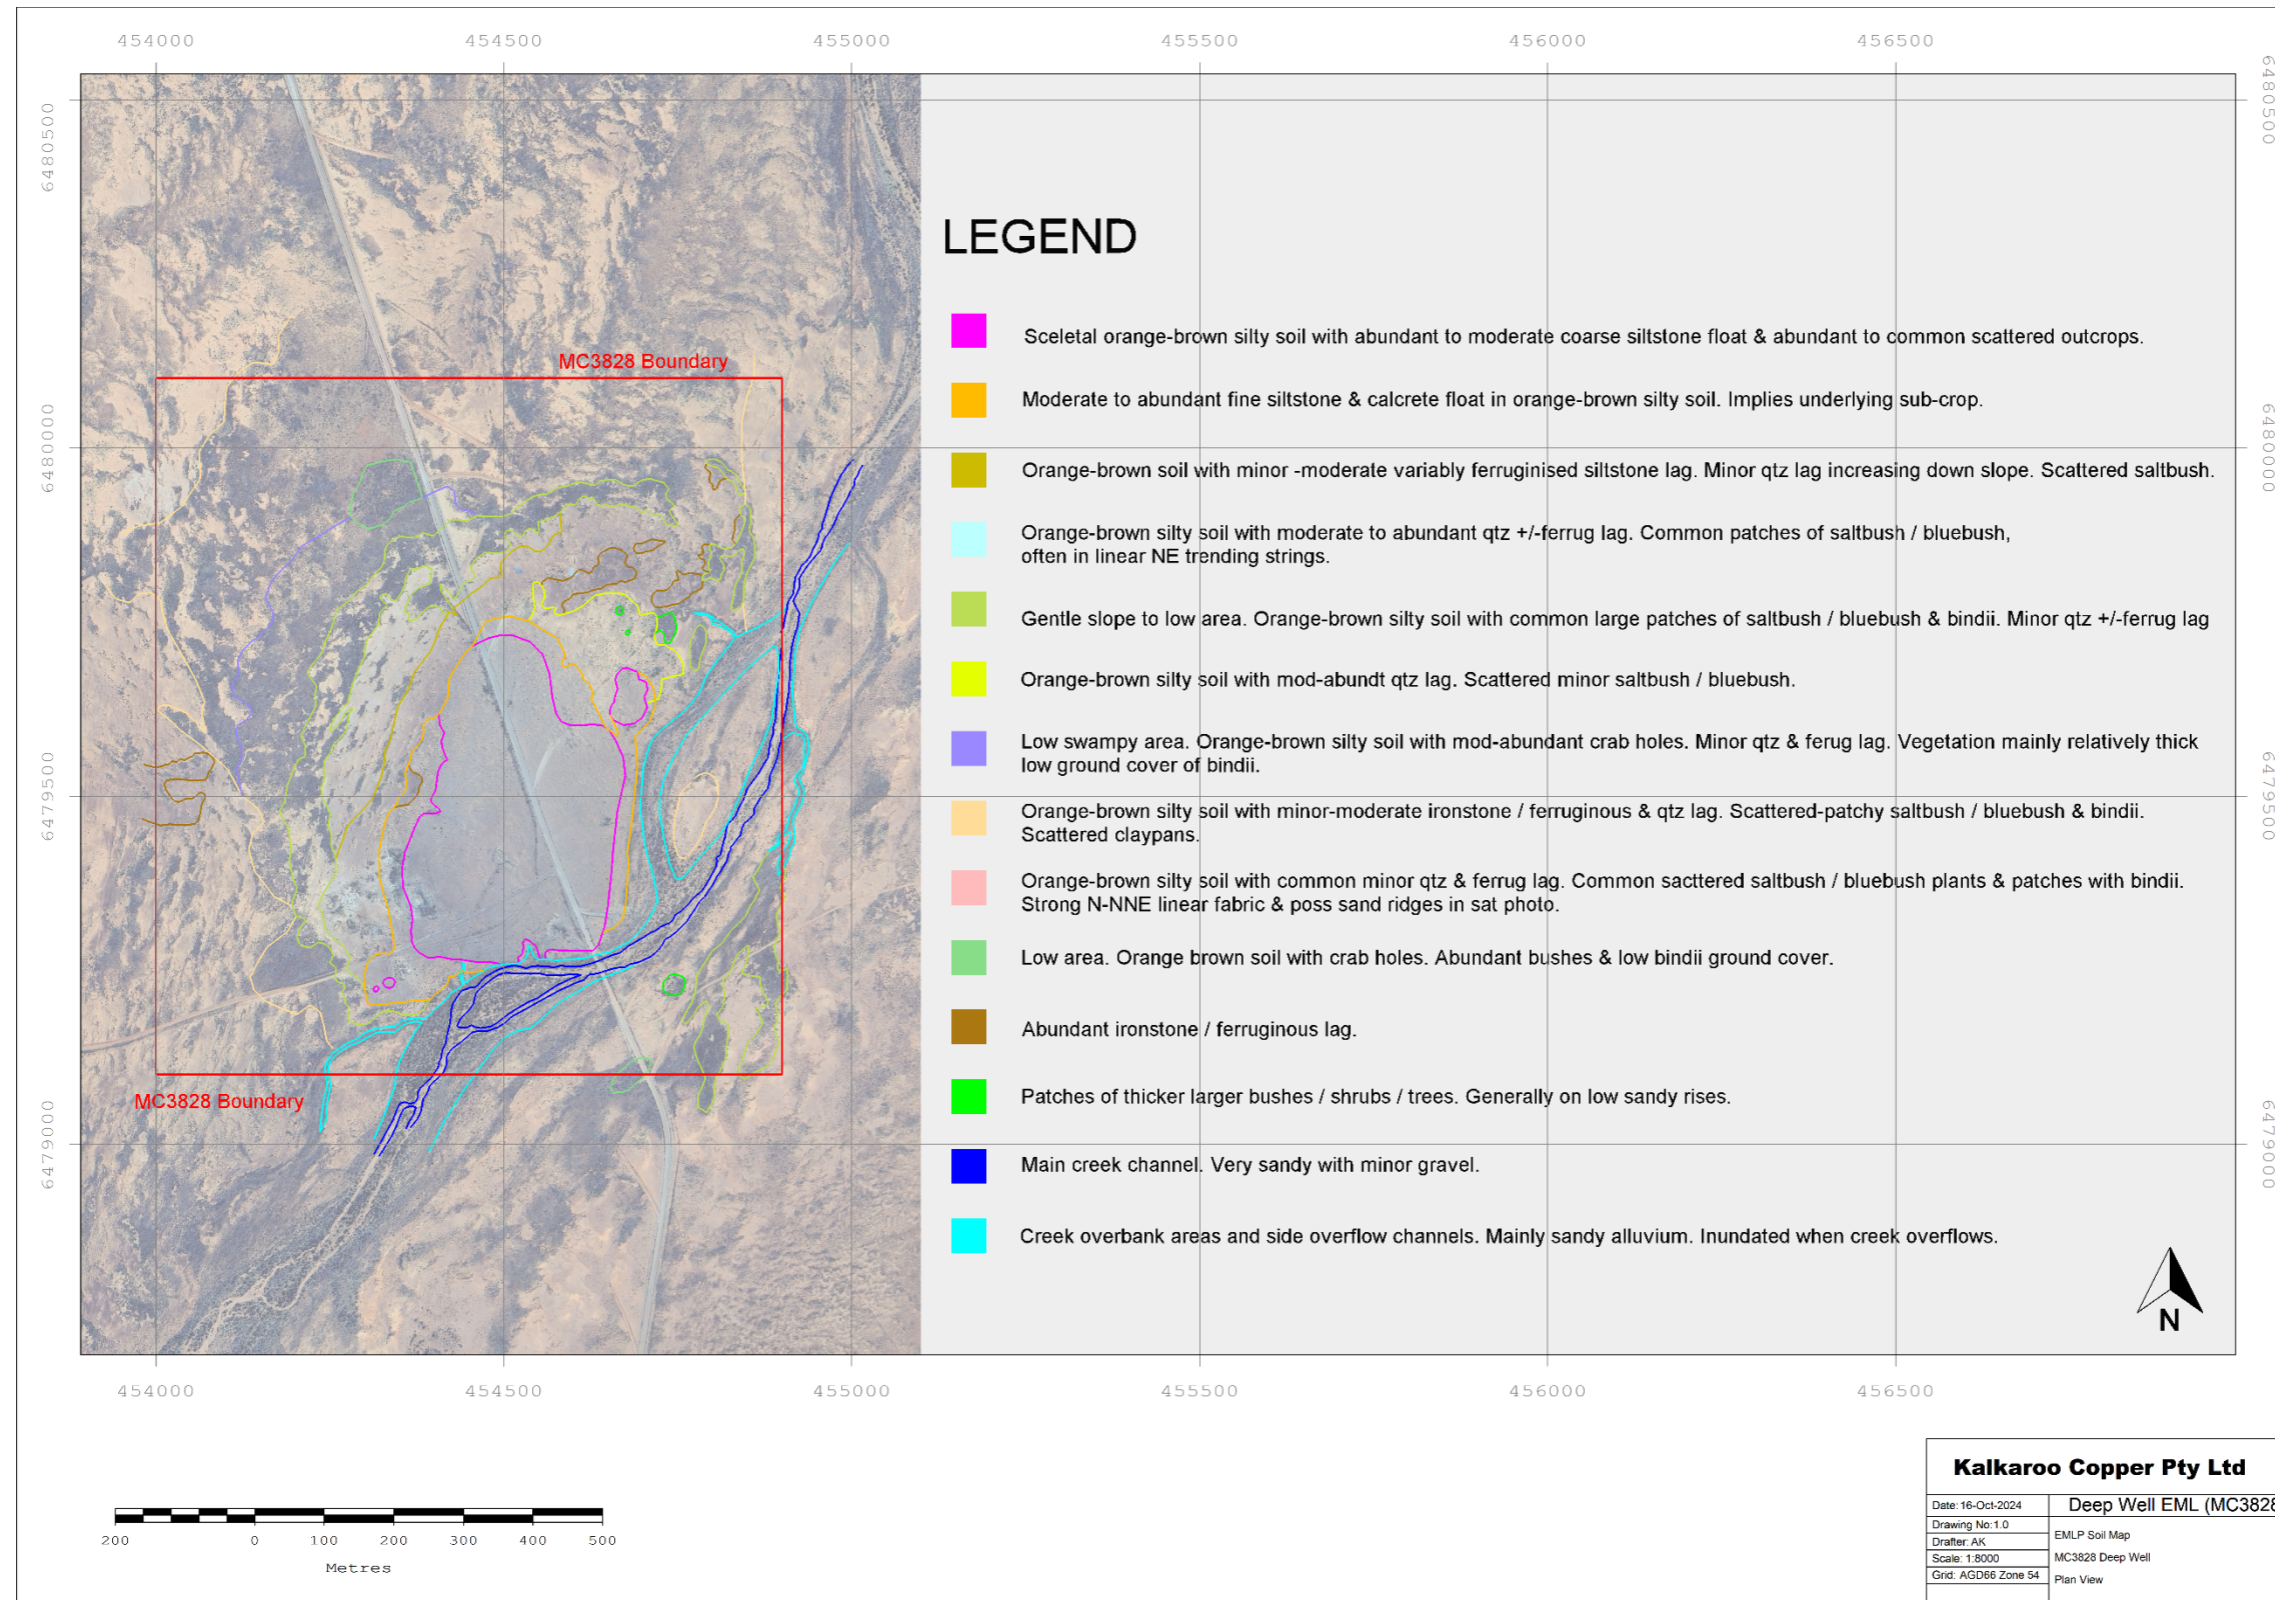 454000 454500 455000 455500 456000 456500
6480500 6480500
LEGEND
Sceletal orange-brown silty soil with abundant to moderate coarse siltstone float & abundant to common scattered outcrops.
MC3828 Boundary
Moderate to abundant fine siltstone & calcrete float in orange-brown silty soil. Implies underlying sub-crop.
6480000 6480000
Orange-brown soil with minor -moderate variably ferruginised siltstone lag. Minor qtz lag increasing down slope. Scattered saltbush.
Orange-brown silty soil with moderate to abundant qtz +/-ferrug lag. Common patches of saltbush / bluebush,
often in linear NE trending strings.
Gentle slope to low area. Orange-brown silty soil with common large patches of saltbush / bluebush & bindii. Minor qtz +/-ferrug lag
Orange-brown silty soil with mod-abundt qtz lag. Scattered minor saltbush / bluebush.
Low swampy area. Orange-brown silty soil with mod-abundant crab holes. Minor qtz & ferug lag. Vegetation mainly relatively thick
low ground cover of bindii.
6479500 6479500
Orange-brown silty soil with minor-moderate ironstone / ferruginous & qtz lag. Scattered-patchy saltbush / bluebush & bindii.
Scattered claypans.
Orange-brown silty soil with common minor qtz & ferrug lag. Common sacttered saltbush / bluebush plants & patches with bindii.
Strong N-NNE linear fabric & poss sand ridges in sat photo.
Low area. Orange brown soil with crab holes. Abundant bushes & low bindii ground cover.
Abundant ironstone / ferruginous lag.
Patches of thicker larger bushes / shrubs / trees. Generally on low sandy rises.
MC3828 Boundary
6479000 6479000
Main creek channel. Very sandy with minor gravel.
Creek overbank areas and side overflow channels. Mainly sandy alluvium. Inundated when creek overflows.
N
454000 454500 455000 455500 456000 456500
200 0 100 200 300 400 500
Metres
Kalkaroo Copper Pty Ltd
Date: 16-Oct-2024
Deep Well EML (MC3828
Drawing No:1.0
Drafter: AK
Scale: 1:8000
Grid: AGD66 Zone 54
EMLP Soil Map
MC3828 Deep Well
Plan View